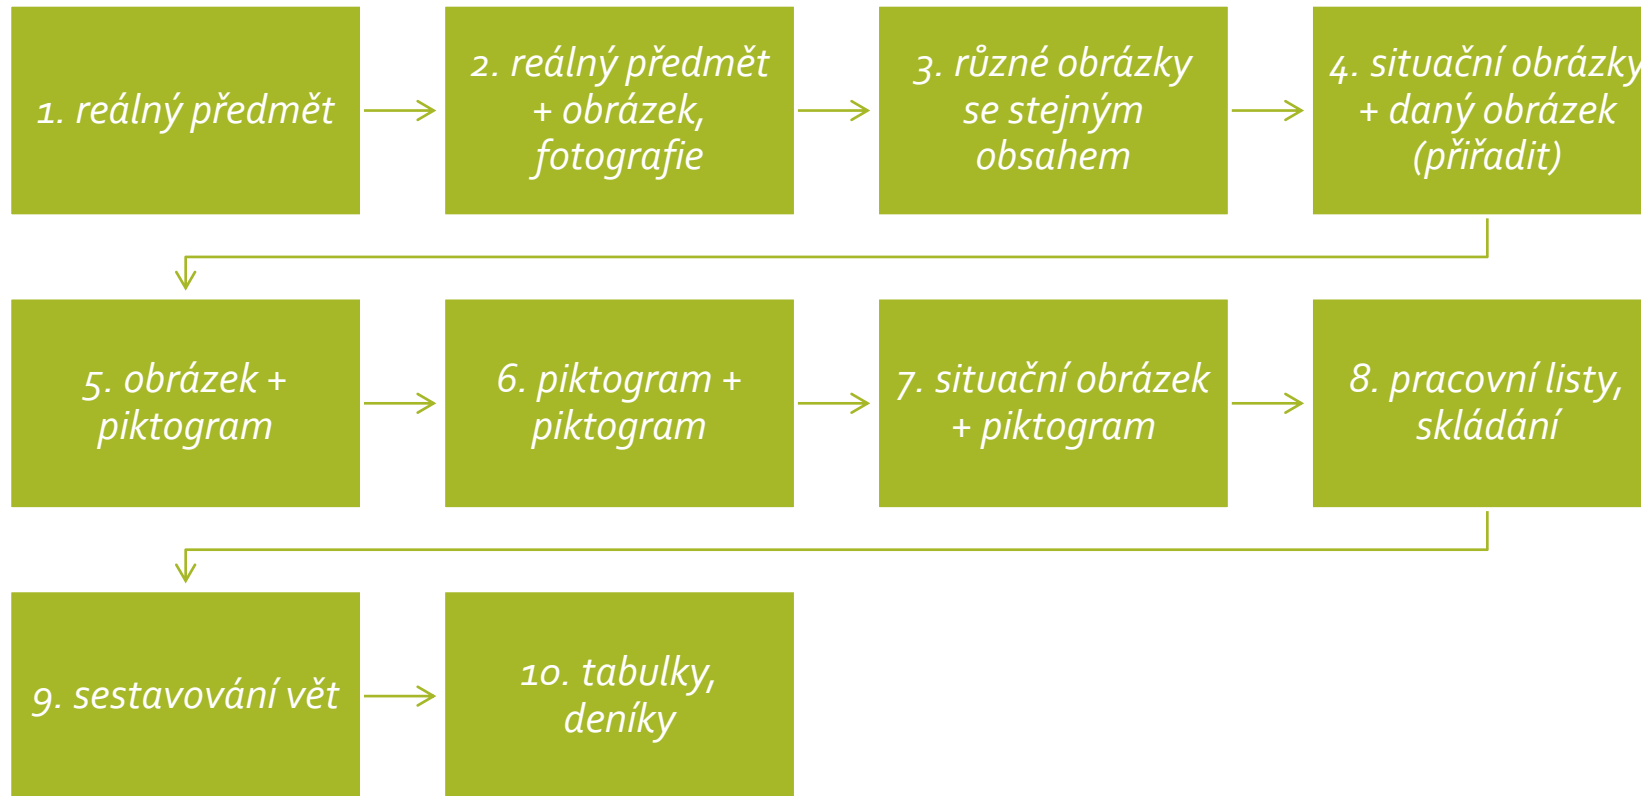 1. reálný předmět
2. reálný předmět
+ obrázek,
fotografie
3. různé obrázky
se stejným
obsahem
4. situační obrázky
+ daný obrázek
(přiřadit)
5. obrázek +
piktogram
6. piktogram +
piktogram
7. situační obrázek
+ piktogram
8. pracovní listy,
skládání
9. sestavování vět
10. tabulky,
deníky